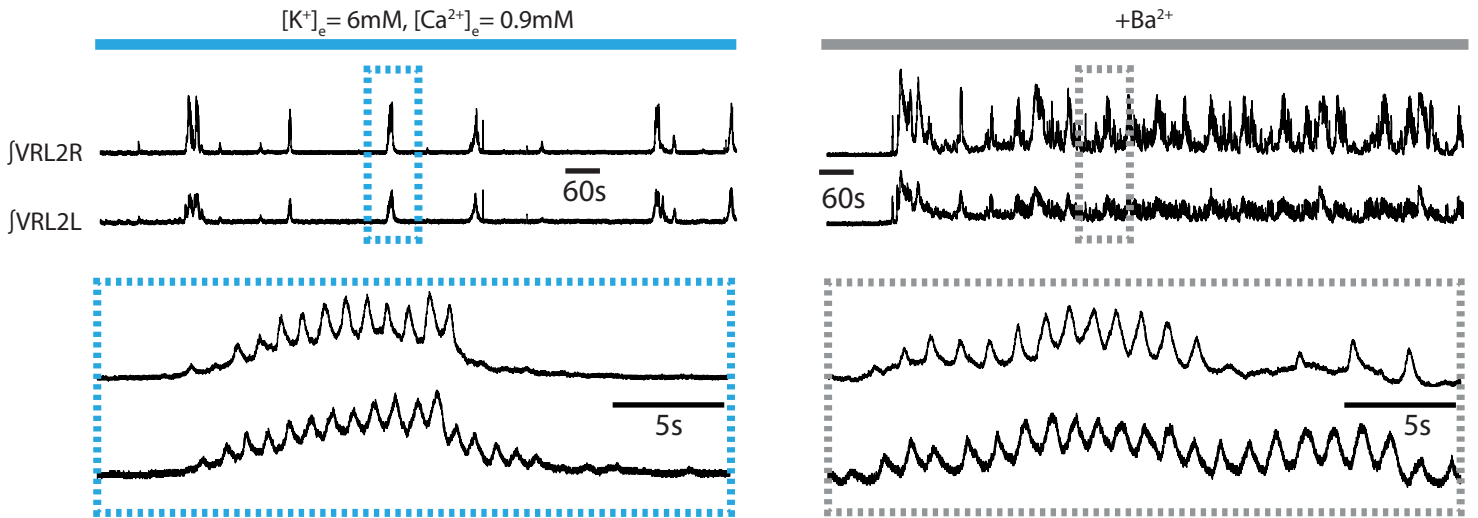 [K⁺]ₑ= 6mM, [Ca²⁺]ₑ = 0.9mM
+Ba²⁺
∫VRL2R
60s
60s
∫VRL2L
5s
5s